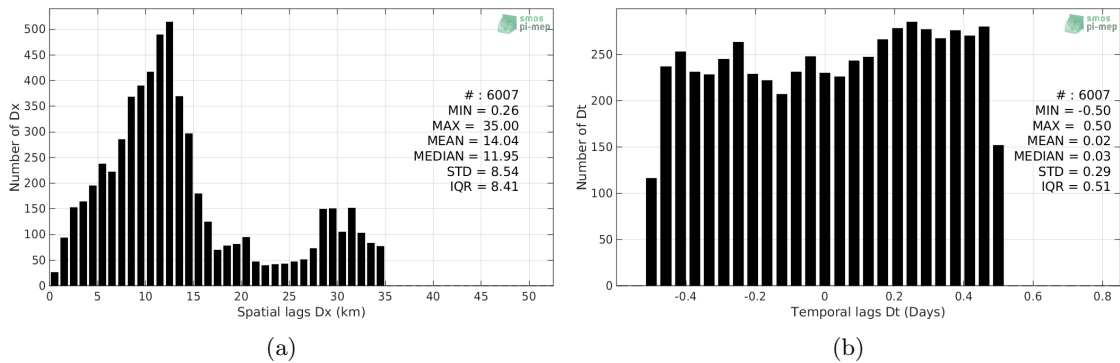 smos
pi-mep
500
450
400
350
300
250
200
150
100
50
0
Number of Dx
# : 6007
MIN = 0.26
MAX = 35.00
MEAN = 14.04
MEDIAN = 11.95
STD = 8.54
IQR = 8.41
0 5 10 15 20 25 30 35 40 45 50
Spatial lags Dx (km)
(a)
smos
pi-mep
250
200
150
100
50
0
Number of Dt
# : 6007
MIN = -0.50
MAX = 0.50
MEAN = 0.02
MEDIAN = 0.03
STD = 0.29
IQR = 0.51
-0.4 -0.2 0 0.2 0.4 0.6 0.8
Temporal lags Dt (Days)
(b)